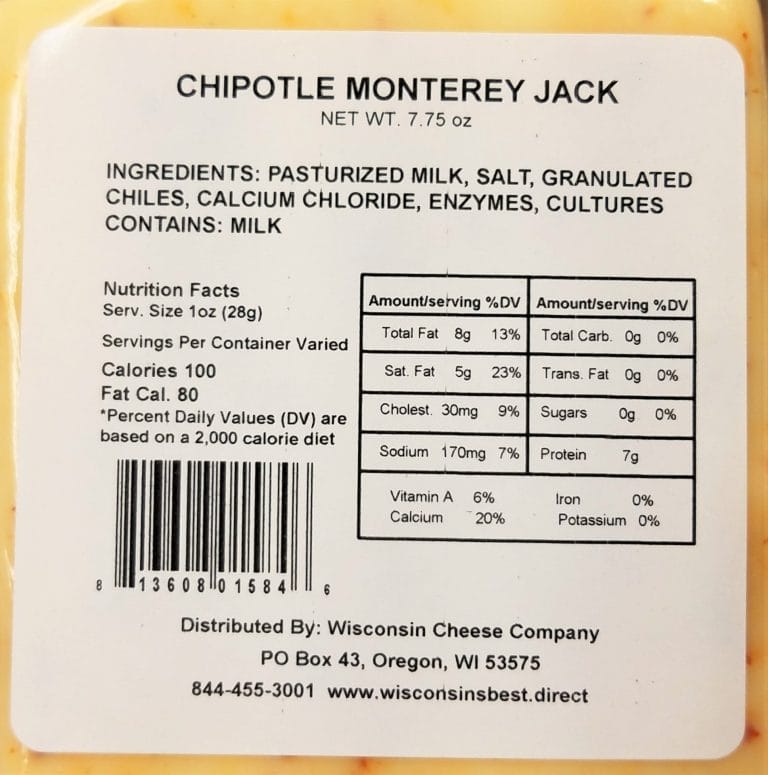 CHIPOTLE MONTEREY JACK
NET WT. 7.75 oz
INGREDIENTS: PASTURIZED MILK, SALT, GRANULATED
CHILES, CALCIUM CHLORIDE, ENZYMES, CULTURES
CONTAINS: MILK
Nutrition Facts
Serv. Size 1oz (28g)
Servings Per Container Varied
Calories 100
Fat Cal. 80
*Percent Daily Values (DV) are
based on a 2,000 calorie diet
Amount/serving %DV Amount/serving %DV
Total Fat 8g 13% Total Carb. 0g 0%
Sat. Fat 5g 23% Trans. Fat 0g 0%
Cholest. 30mg 9% Sugars 0g 0%
Sodium 170mg 7% Protein 7g
Vitamin A 6% Iron 0%
Calcium 20% Potassium 0%
8 13608 01584 6
Distributed By: Wisconsin Cheese Company
PO Box 43, Oregon, WI 53575
844-455-3001 www.wisconsinsbest.direct